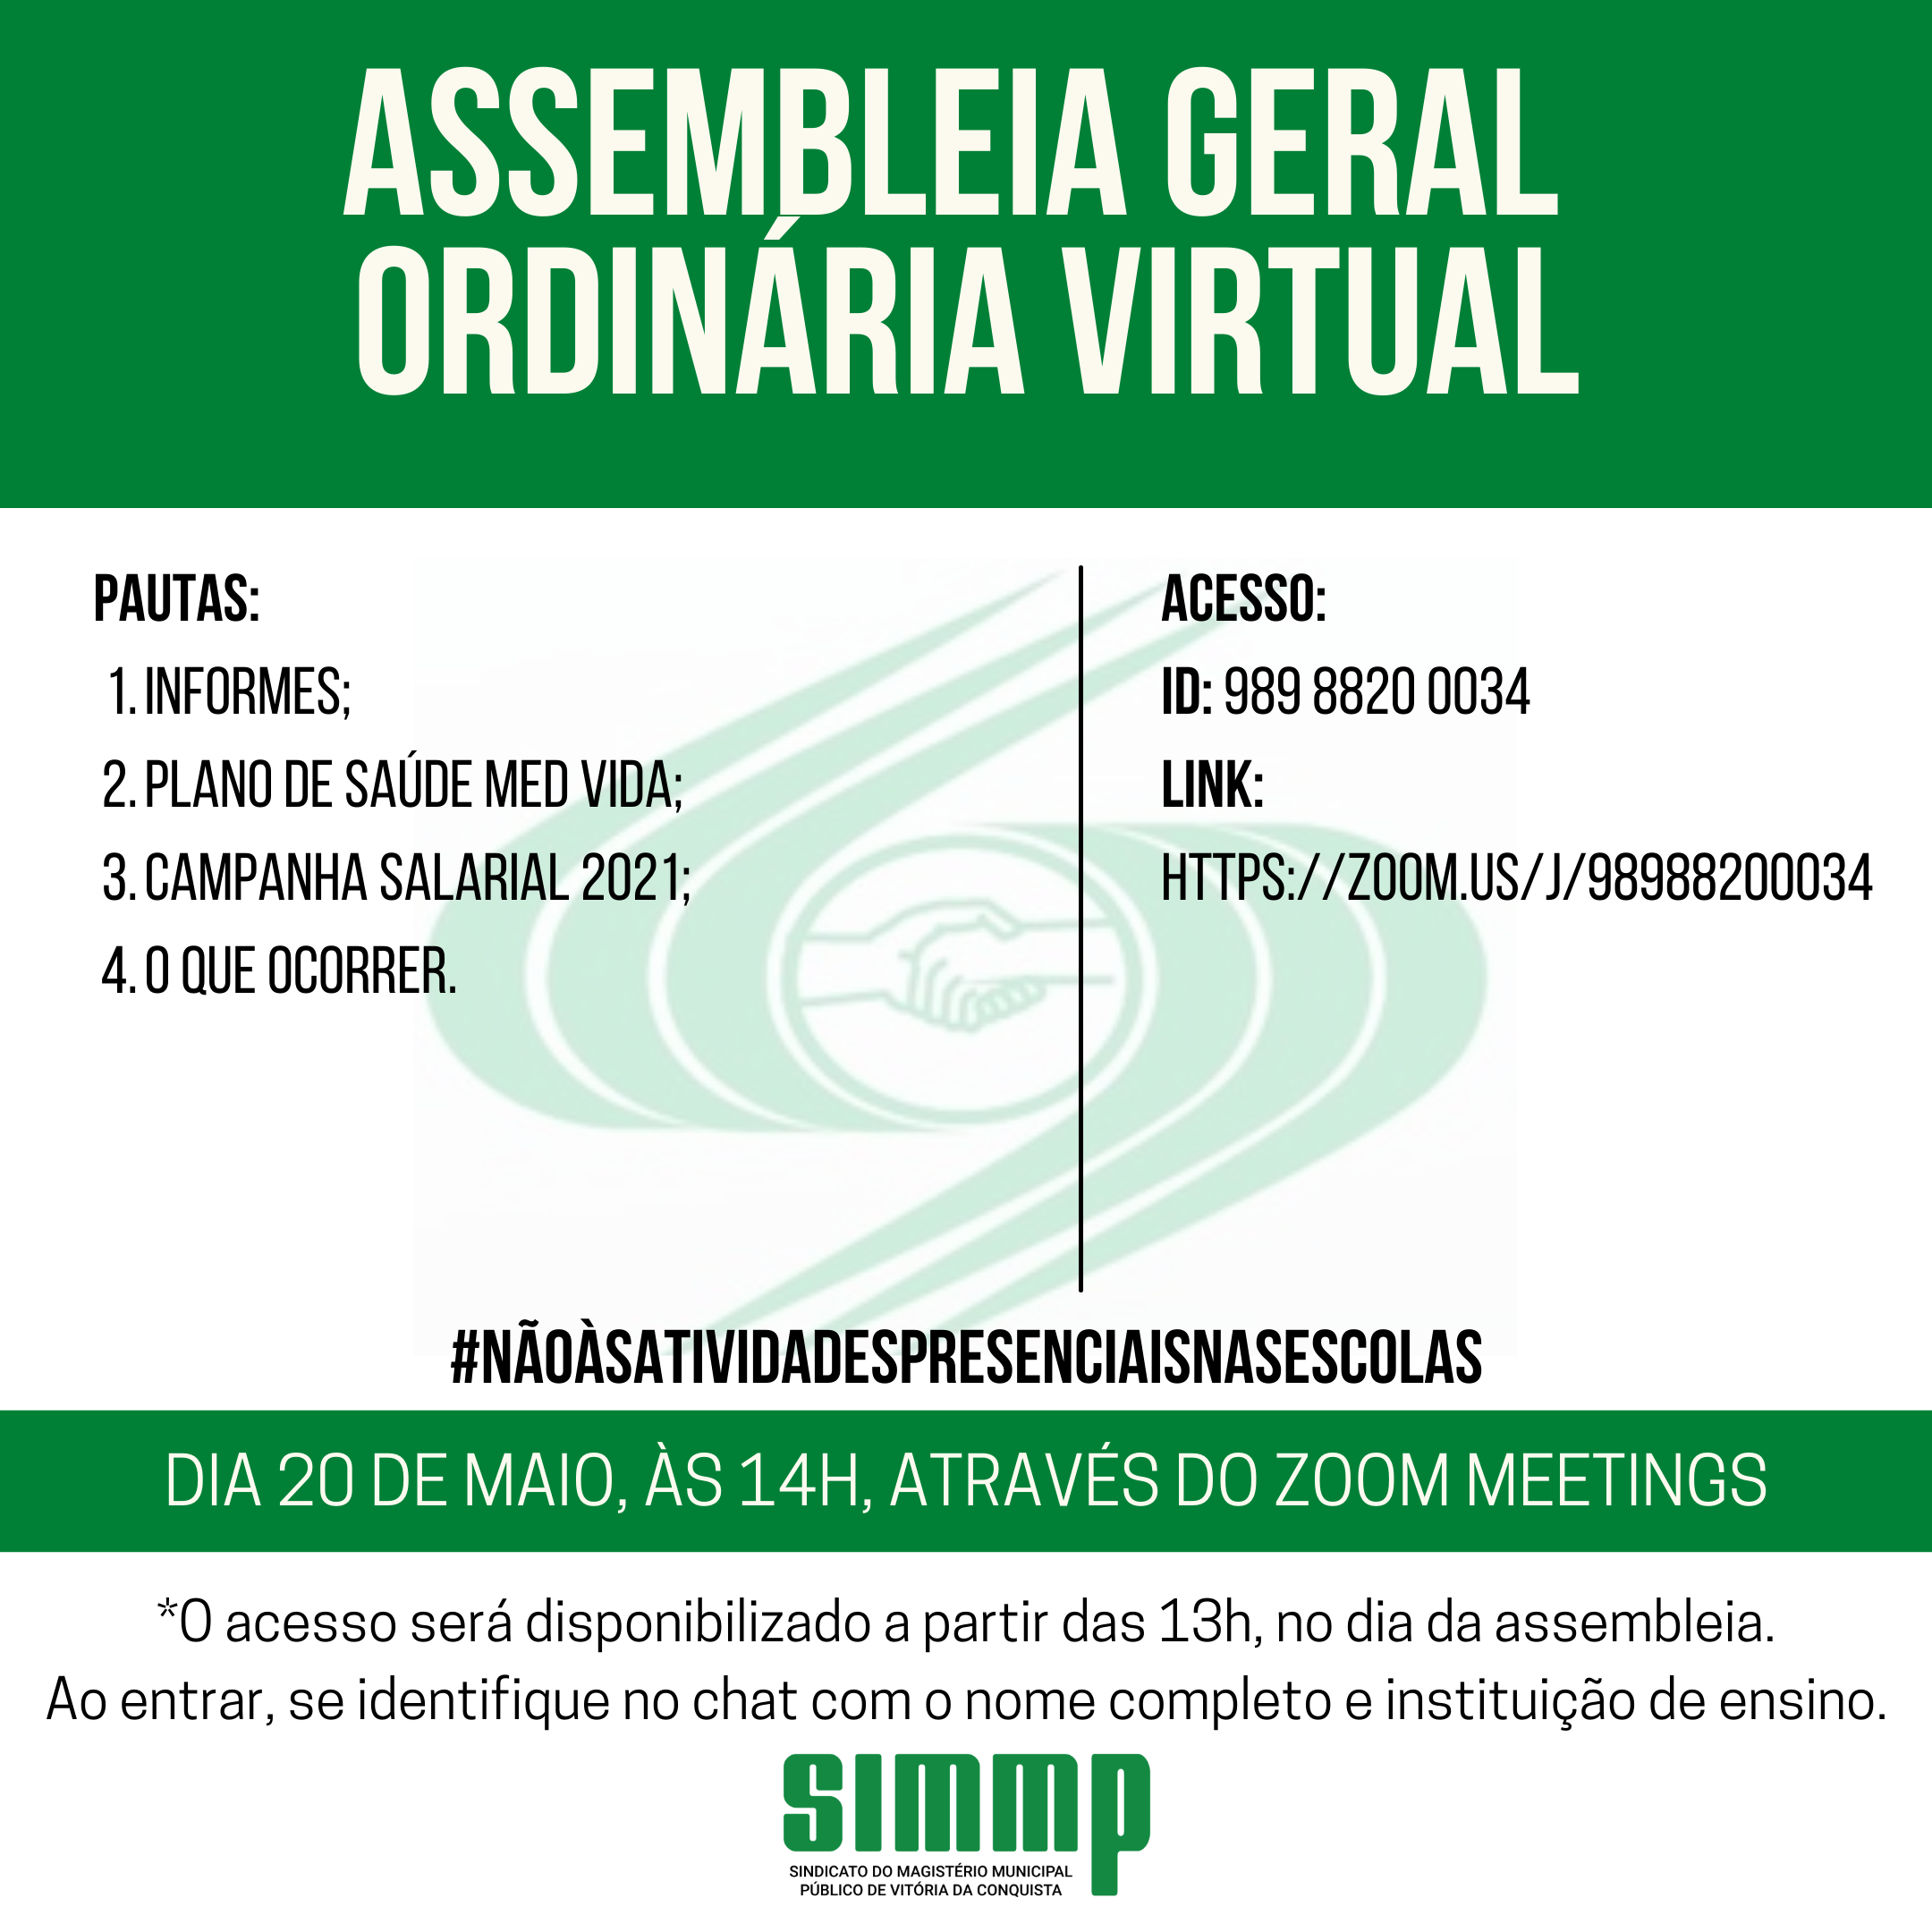 ASSEMBLEIA GERAL
ORDINÁRIA VIRTUAL
PAUTAS:
1. INFORMES;
2. PLANO DE SAÚDE MED VIDA;
3. CAMPANHA SALARIAL 2021;
4. O QUE OCORRER.
ACESSO:
ID: 989 8820 0034
LINK:
HTTPS://ZOOM.US/J/98988200034
#NÃOÀSATIVIDADESPRESENCIAISNASESCOLAS
DIA 20 DE MAIO, ÀS 14H, ATRAVÉS DO ZOOM MEETINGS
*O acesso será disponibilizado a partir das 13h, no dia da assembleia.
Ao entrar, se identifique no chat com o nome completo e instituição de ensino.
SIMMP
SINDICATO DO MAGISTÉRIO MUNICIPAL
PÚBLICO DE VITÓRIA DA CONQUISTA